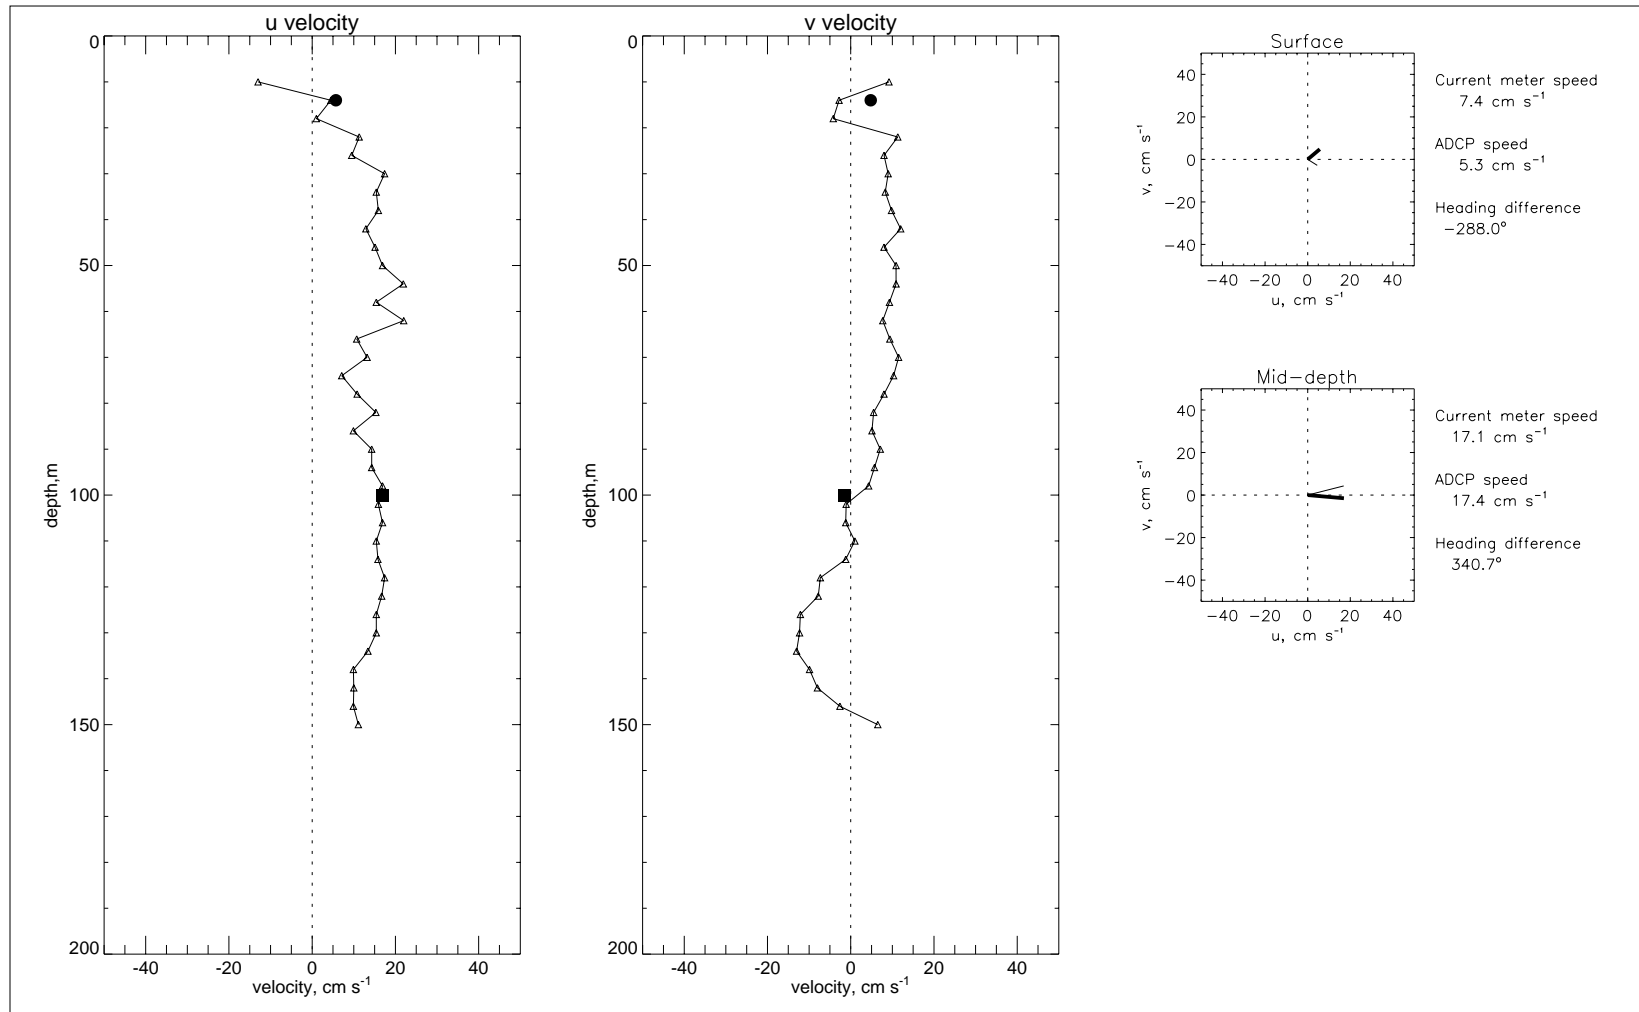 u velocity
0
50
100
150
200
depth,m
-40 -20 0 20 40
velocity, cm s⁻¹
v velocity
0
50
100
150
200
depth,m
-40 -20 0 20 40
velocity, cm s⁻¹
Surface
40
20
0
−20
−40
v, cm s⁻¹
−40 −20 0 20 40
u, cm s⁻¹
Current meter speed
7.4 cm s⁻¹
ADCP speed
5.3 cm s⁻¹
Heading difference
−288.0°
Mid−depth
40
20
0
−20
−40
v, cm s⁻¹
−40 −20 0 20 40
u, cm s⁻¹
Current meter speed
17.1 cm s⁻¹
ADCP speed
17.4 cm s⁻¹
Heading difference
340.7°